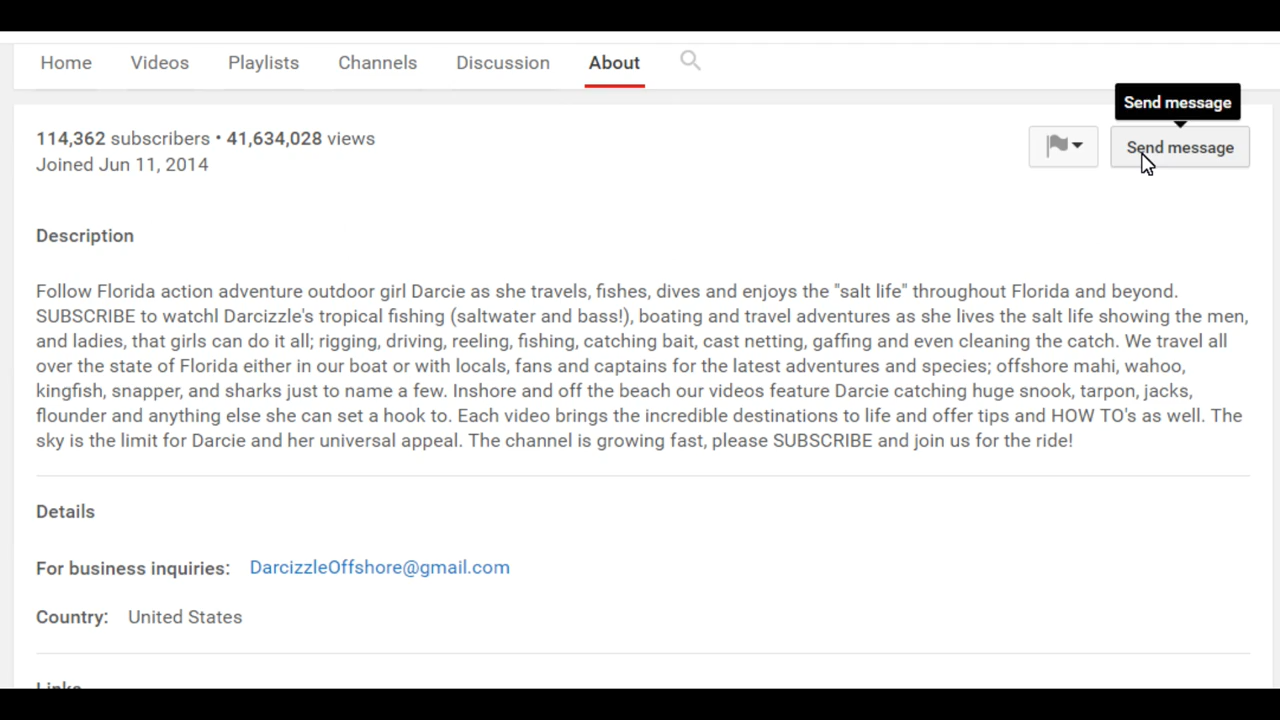 Home Videos Playlists Channels Discussion About
Send message
114,362 subscribers • 41,634,028 views
Send message
Joined Jun 11, 2014
Description
Follow Florida action adventure outdoor girl Darcie as she travels, fishes, dives and enjoys the "salt life" throughout Florida and beyond.
SUBSCRIBE to watchl Darcizzle's tropical fishing (saltwater and bass!), boating and travel adventures as she lives the salt life showing the men,
and ladies, that girls can do it all; rigging, driving, reeling, fishing, catching bait, cast netting, gaffing and even cleaning the catch. We travel all
over the state of Florida either in our boat or with locals, fans and captains for the latest adventures and species; offshore mahi, wahoo,
kingfish, snapper, and sharks just to name a few. Inshore and off the beach our videos feature Darcie catching huge snook, tarpon, jacks,
flounder and anything else she can set a hook to. Each video brings the incredible destinations to life and offer tips and HOW TO's as well. The
sky is the limit for Darcie and her universal appeal. The channel is growing fast, please SUBSCRIBE and join us for the ride!
Details
For business inquiries: DarcizzleOffshore@gmail.com
Country: United States
Links